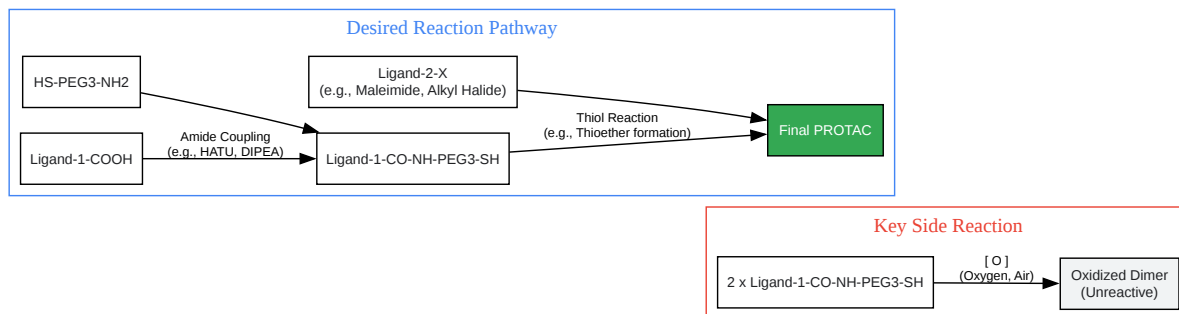 Desired Reaction Pathway
HS-PEG3-NH2
Ligand-2-X
(e.g., Maleimide, Alkyl Halide)
Ligand-1-COOH
Amide Coupling
(e.g., HATU, DIPEA)
Ligand-1-CO-NH-PEG3-SH
Thiol Reaction
(e.g., Thioether formation)
Final PROTAC
Key Side Reaction
2 x Ligand-1-CO-NH-PEG3-SH
[ O ]
(Oxygen, Air)
Oxidized Dimer
(Unreactive)